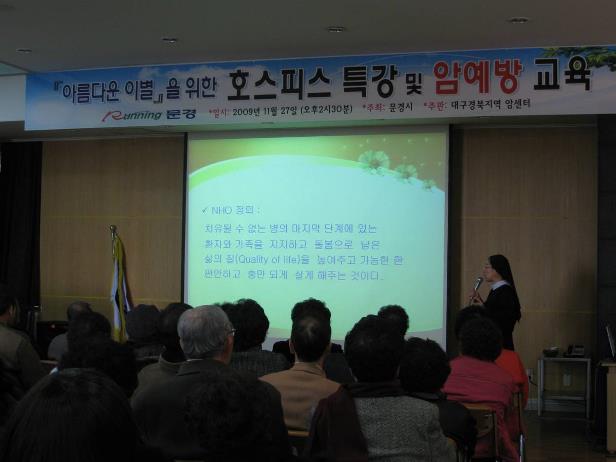 『아름다운 이별』을 위한 호스피스 특강 및 암예방 교육
Running 문경 *일시: 2009년 11월 27일 (오후2시30분) *주최: 문경시 *주관: 대구경북지역 암센터
✓ NHO 정의 :
치유될 수 없는 병의 마지막 단계에 있는
환자와 가족을 지지하고 돌봄으로 남은
삶의 질(Quality of life)을 높여주고 가능한 한
편안하고 충만 되게 살게 해주는 것이다.